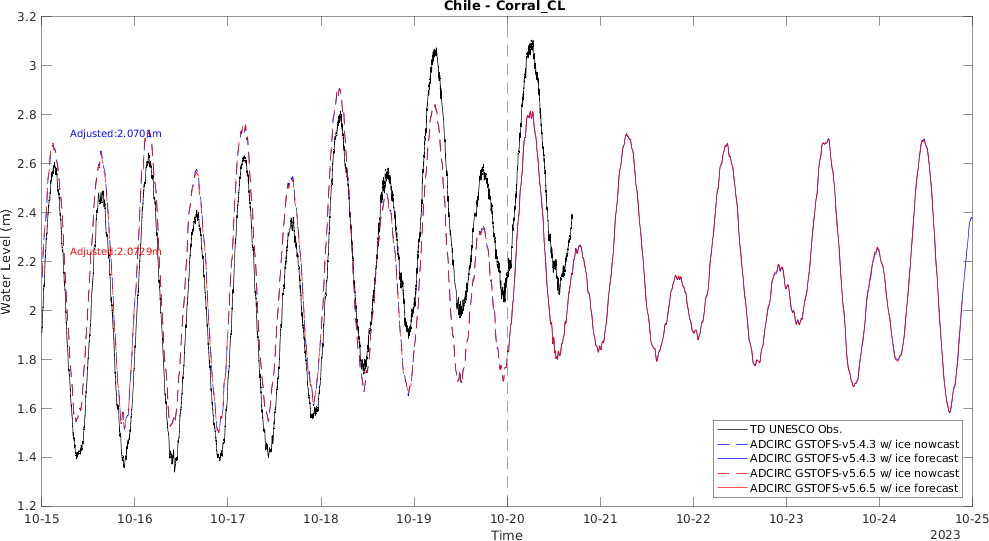 Chile - Corral_CL
3.2
3
2.8
2.6
2.4
2.2
2
1.8
1.6
1.4
1.2
Water Level (m)
Adjusted:2.0701m
Adjusted:2.0729m
TD UNESCO Obs.
ADCIRC GSTOFS-v5.4.3 w/ ice nowcast
ADCIRC GSTOFS-v5.4.3 w/ ice forecast
ADCIRC GSTOFS-v5.6.5 w/ ice nowcast
ADCIRC GSTOFS-v5.6.5 w/ ice forecast
10-15 10-16 10-17 10-18 10-19 10-20 10-21 10-22 10-23 10-24 10-25
Time
2023